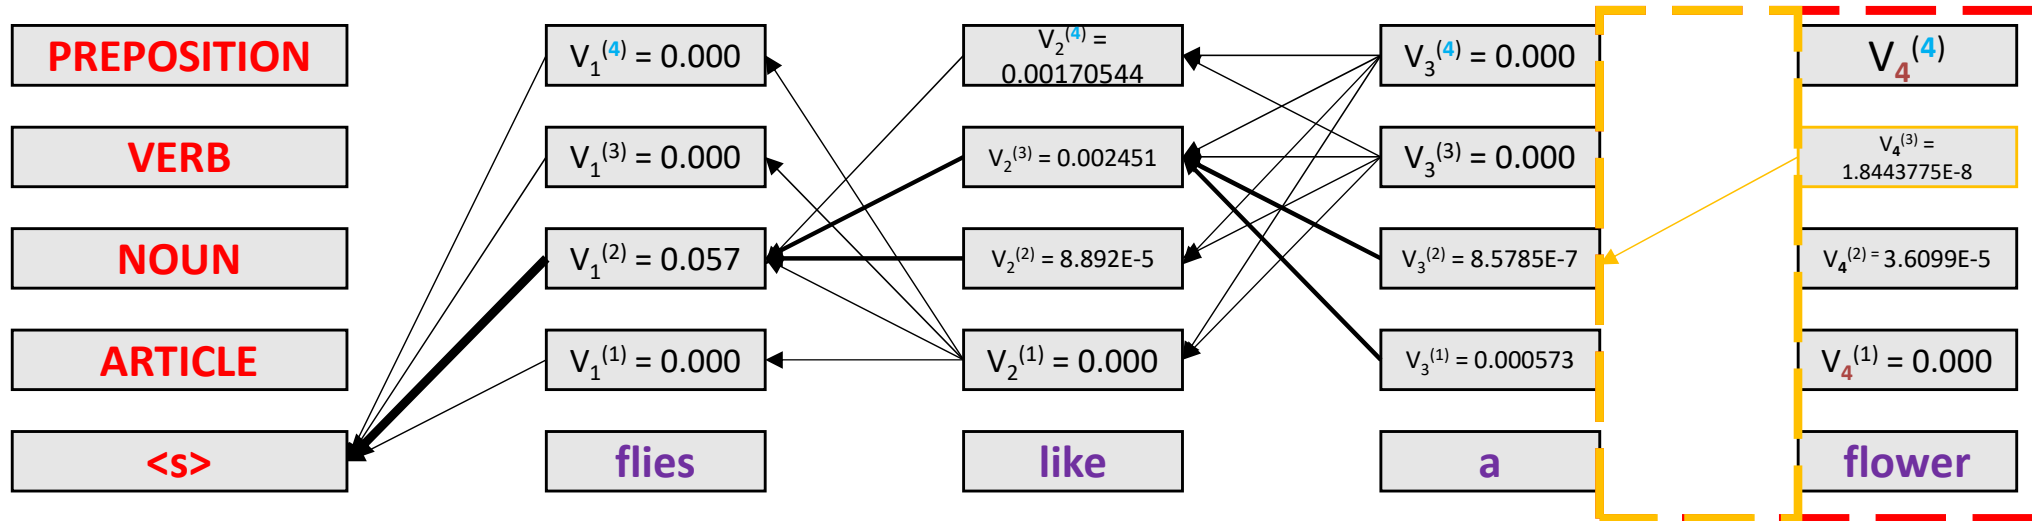 PREPOSITION
V₁⁽⁴⁾ = 0.000
V₂⁽⁴⁾ =
0.00170544
V₃⁽⁴⁾ = 0.000
V₄⁽⁴⁾
VERB
V₁⁽³⁾ = 0.000
V₂⁽³⁾ = 0.002451
V₃⁽³⁾ = 0.000
V₄⁽³⁾ =
1.8443775E-8
NOUN
V₁⁽²⁾ = 0.057
V₂⁽²⁾ = 8.892E-5
V₃⁽²⁾ = 8.5785E-7
V₄⁽²⁾ = 3.6099E-5
ARTICLE
V₁⁽¹⁾ = 0.000
V₂⁽¹⁾ = 0.000
V₃⁽¹⁾ = 0.000573
V₄⁽¹⁾ = 0.000
<s>
flies
like
a
flower